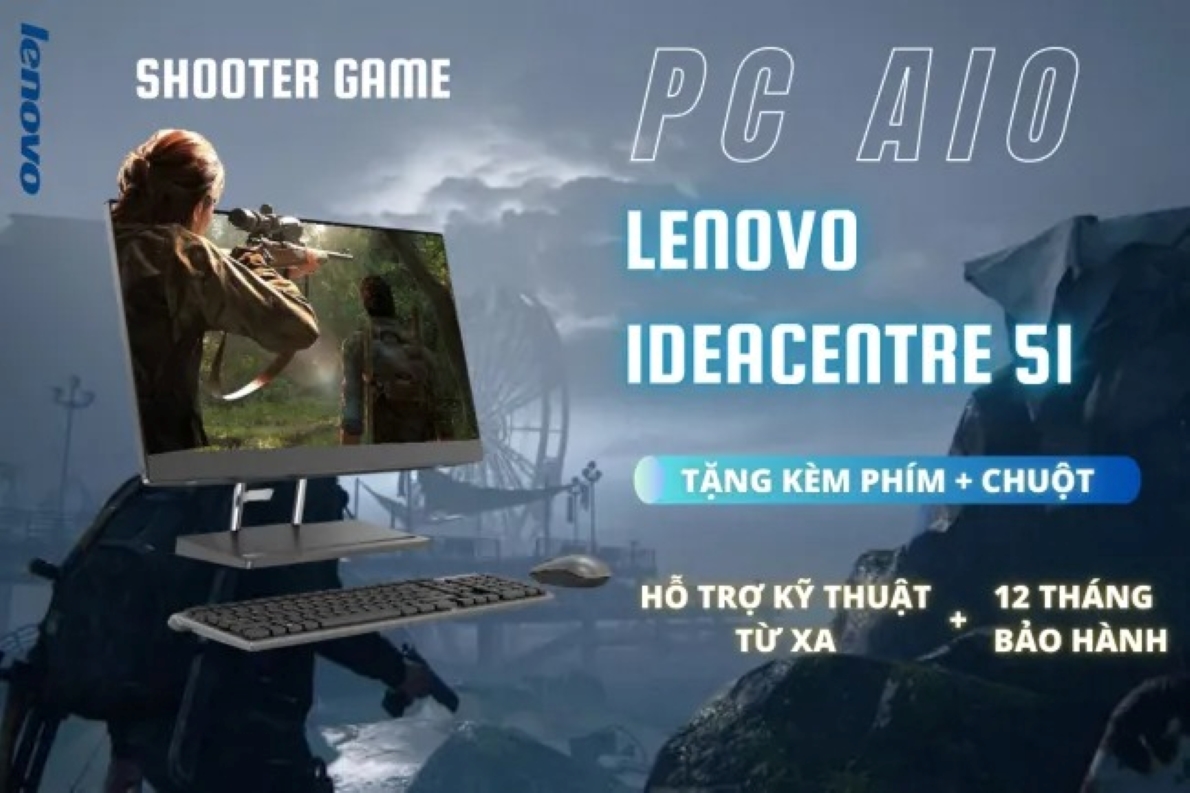 lenovo
SHOOTER GAME
PC AIO
LENOVO
IDEACENTRE 5I
TẶNG KÈM PHÍM + CHUỘT
HỖ TRỢ KỸ THUẬT
TỪ XA
+
12 THÁNG
BẢO HÀNH